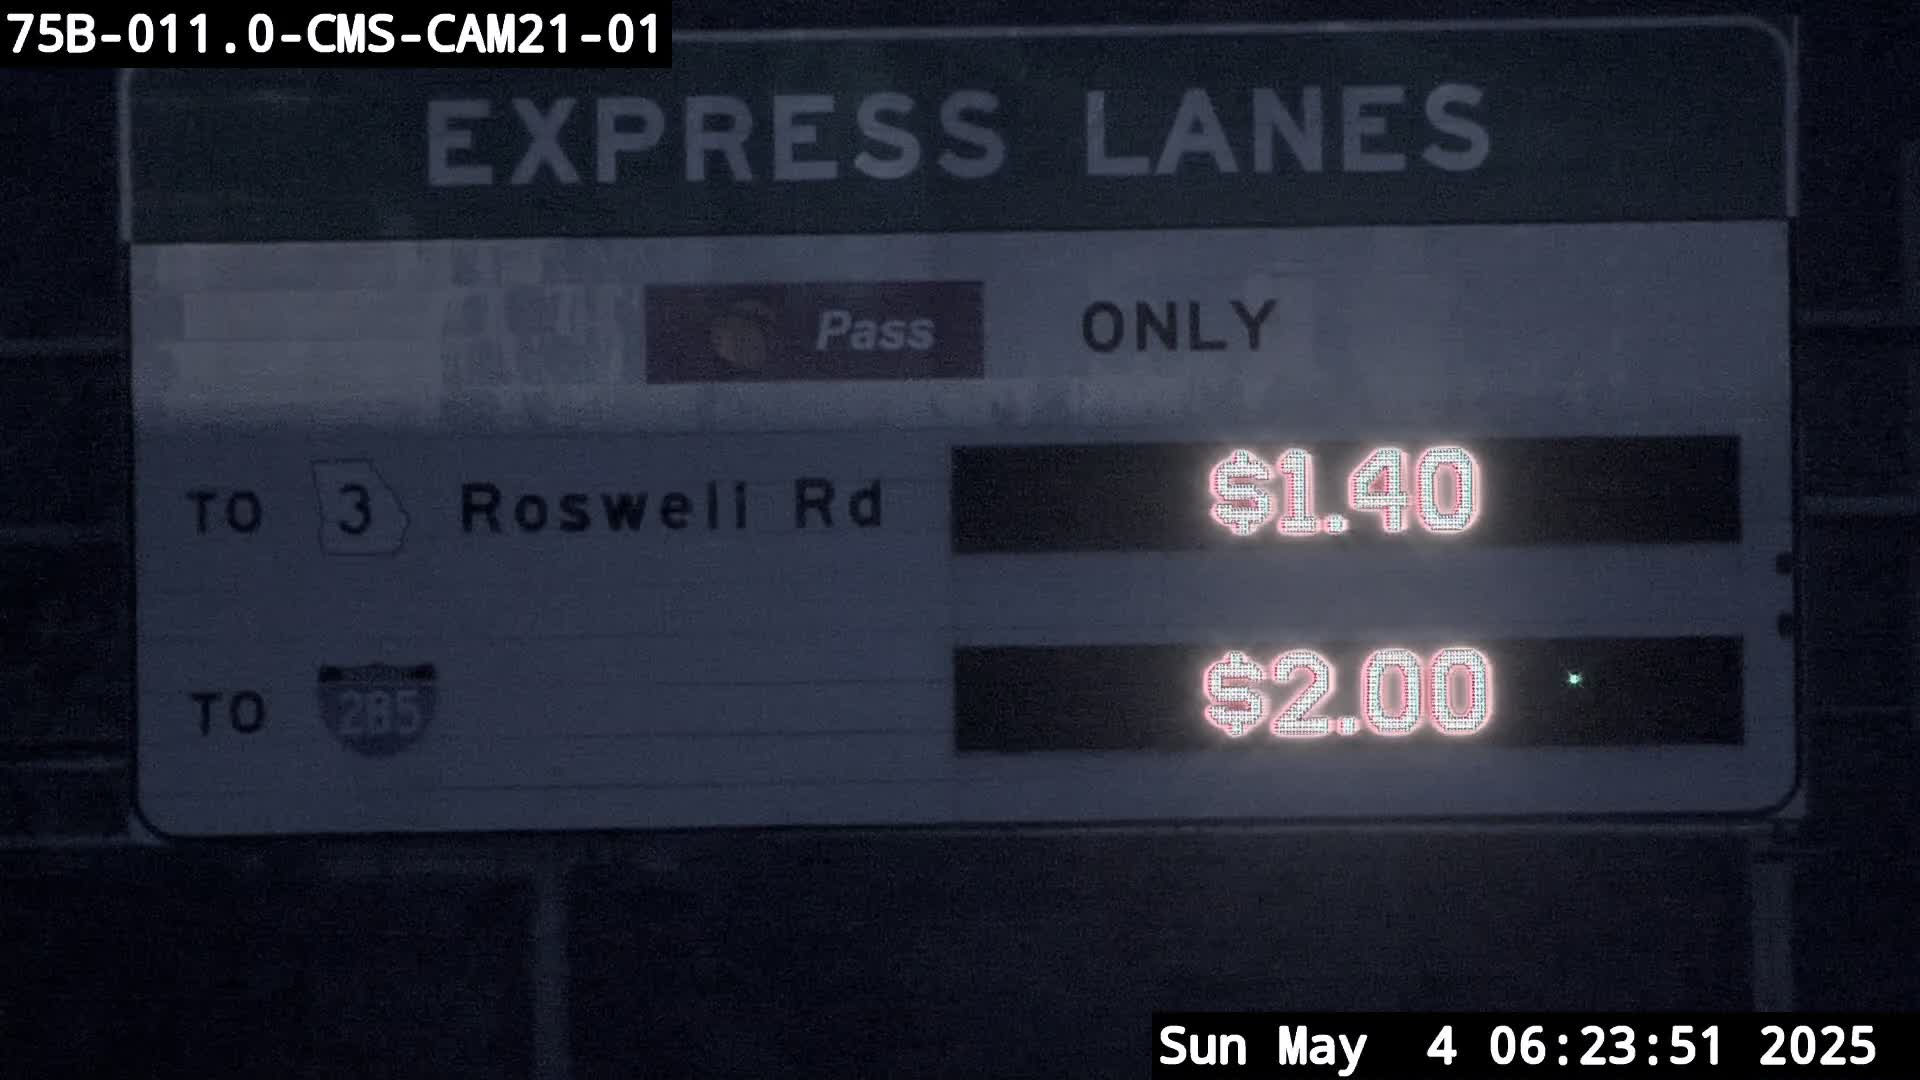 75B-011.0-CMS-CAM21-01
EXPRESS LANES
Pass ONLY
TO 3 Roswell Rd $1.40
TO 285 $2.00
Sun May 4 06:23:51 2025